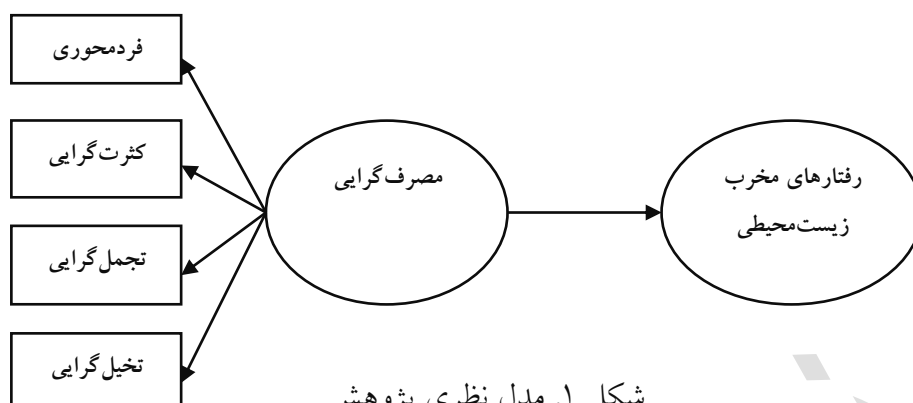 فردمحوری
کثرت‌گرایی
تجمل‌گرایی
تخیل‌گرایی
مصرف‌گرایی
رفتارهای مخرب
زیست‌محیطی
شکل ۱. مدل نظری پژوهش